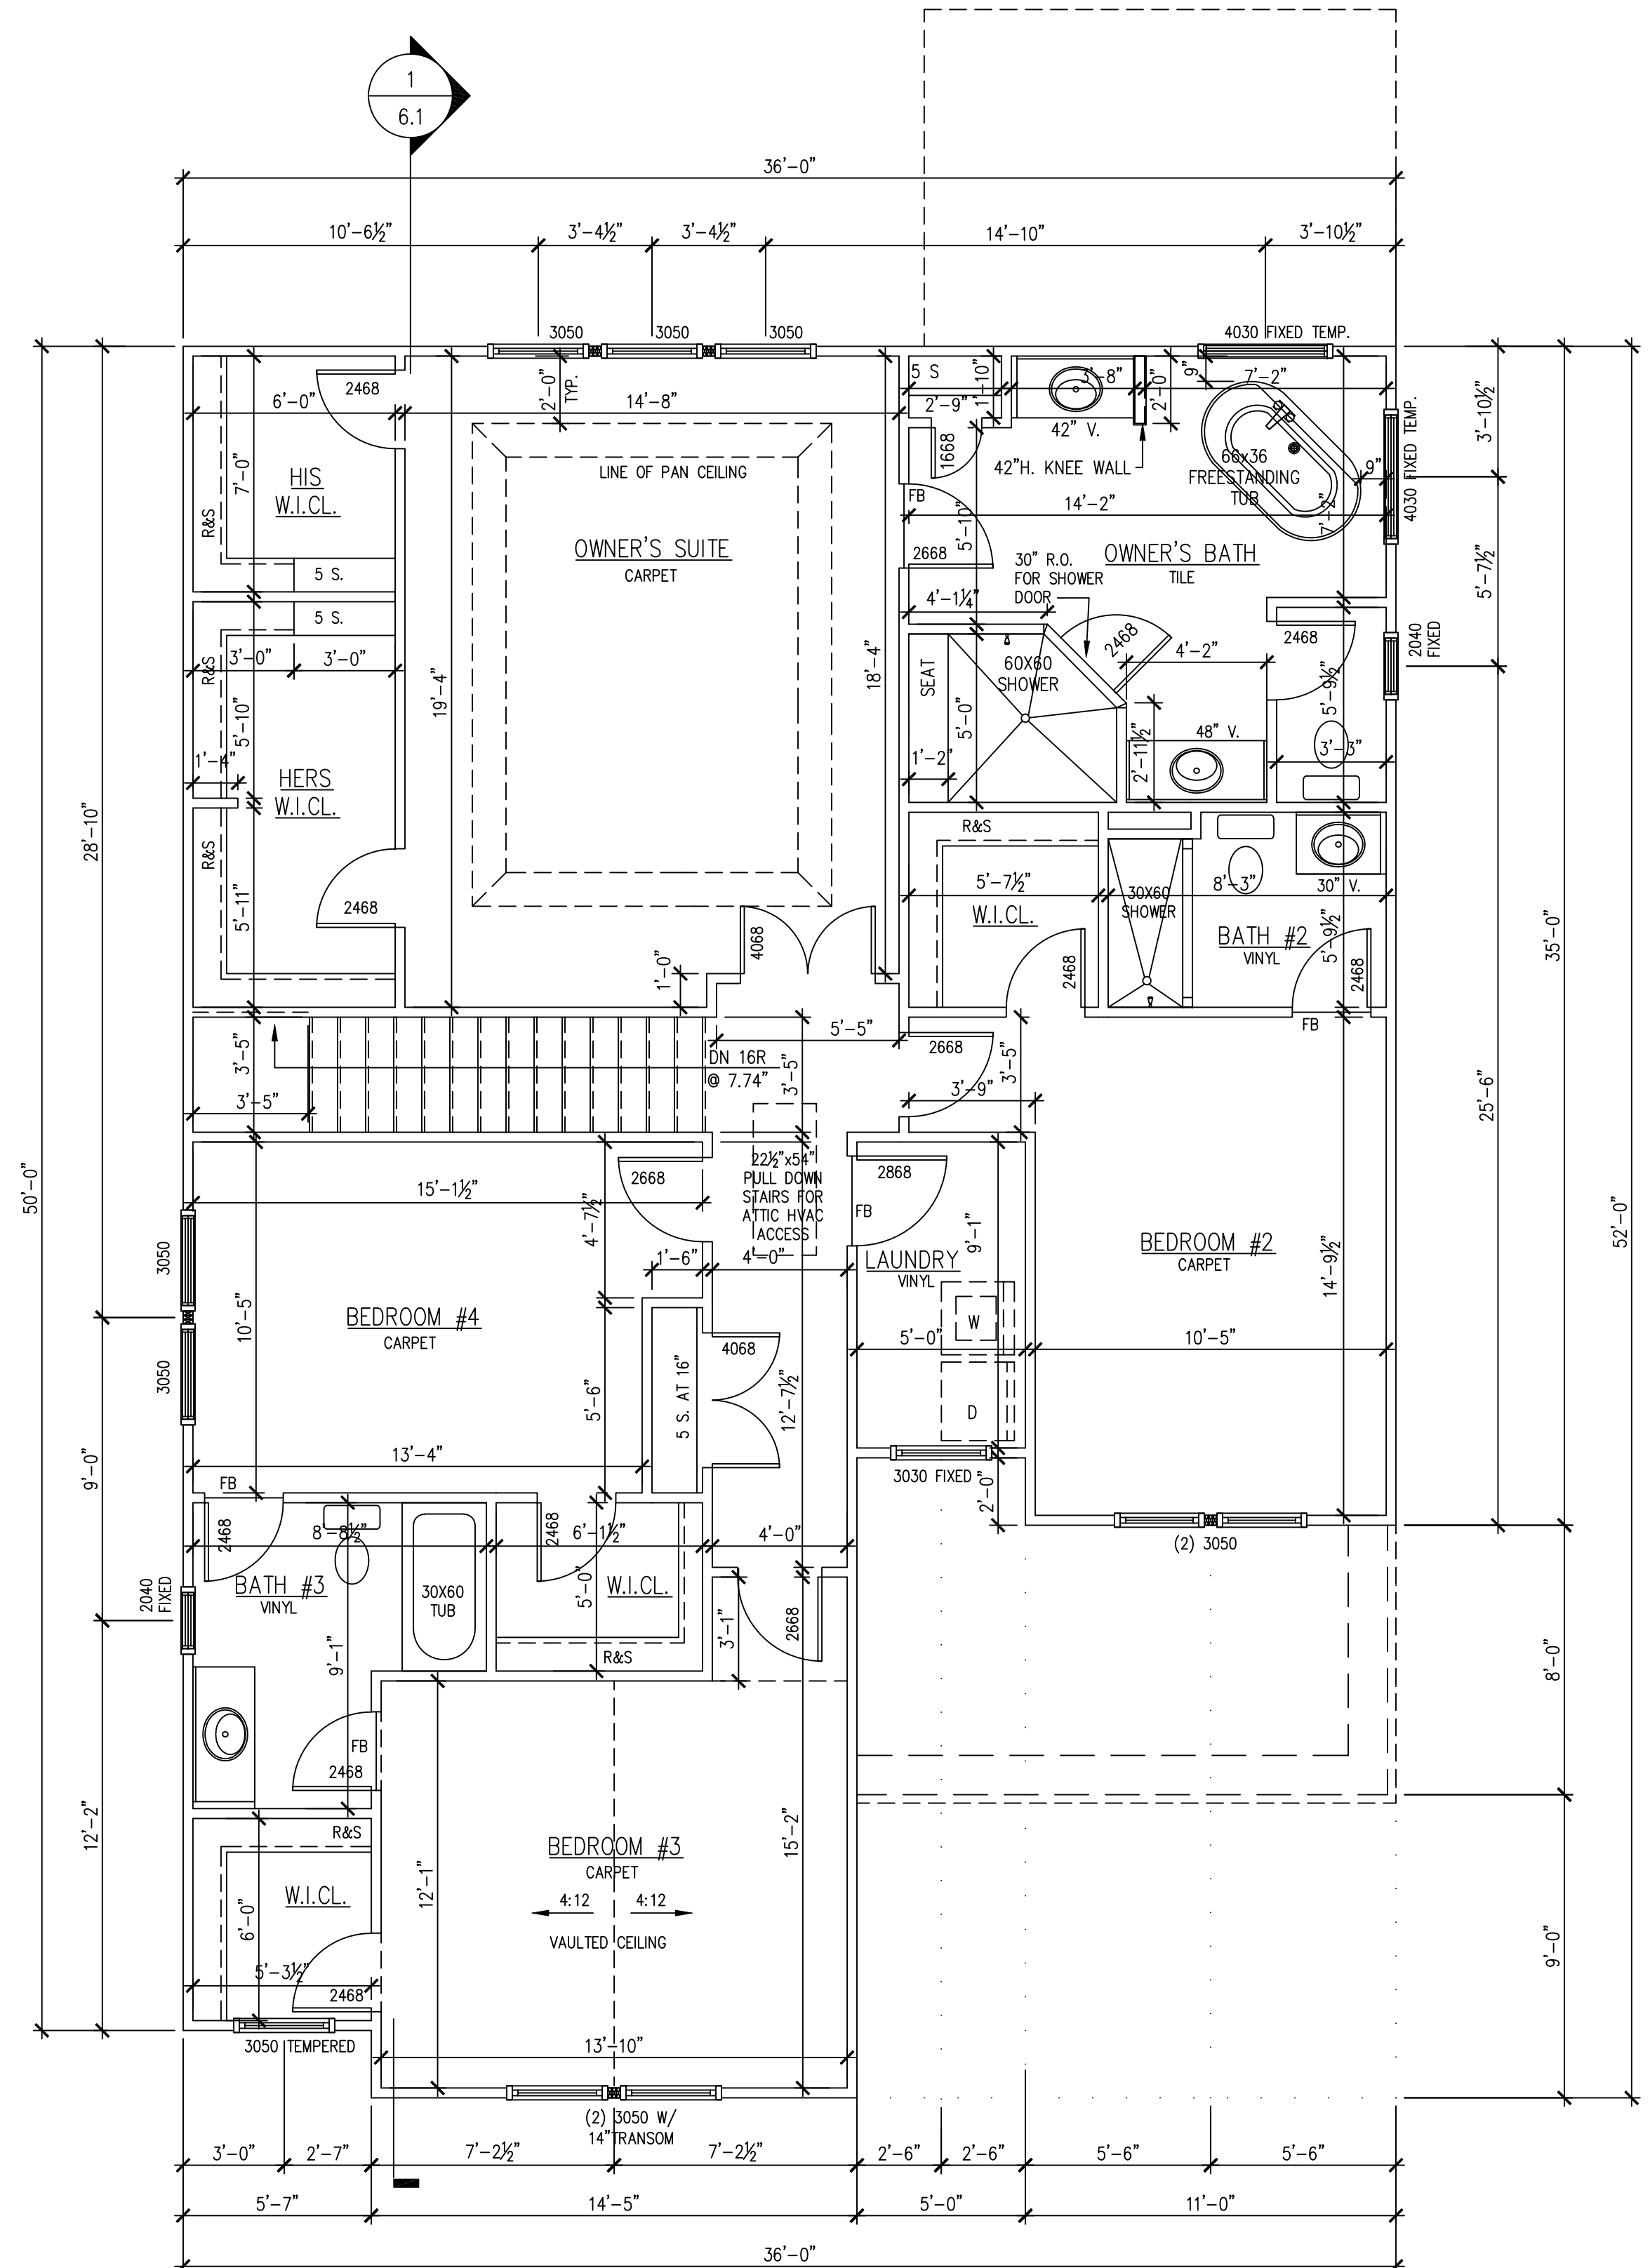 1
6.1
36'-0"
10'-6½" 3'-4½" 3'-4½" 14'-10" 3'-10½"
3050 3050 3050 4030 FIXED TEMP.
2468
2'-0"
TYP.
5 S
1'-10"
3'-8"
2'-0"
9"
7'-2"
6'-0" 14'-8" 2'-9"
42" V.
3'-10½"
4030 FIXED TEMP.
7'-0"
HIS
W.I.CL.
R&S
LINE OF PAN CEILING
1668
42"H. KNEE WALL
66x36
FREESTANDING
TUB
9"
FB
14'-2"
7'-2"
5'-10"
OWNER'S SUITE
CARPET
2668
30" R.O.
FOR SHOWER
DOOR
OWNER'S BATH
TILE
5'-7½"
5 S.
5 S.
4'-1¼"
2468
2468
2040
FIXED
R&S
3'-0" 3'-0"
19'-4"
18'-4"
SEAT
60X60
SHOWER
4'-2"
5'-9½"
5'-10"
5'-0"
2'-11½"
48" V.
3'-3"
1'-4"
1'-2"
HERS
W.I.CL.
28'-10"
R&S
R&S
5'-7½"
W.I.CL.
30X60
SHOWER
8'-3"
30" V.
5'-11"
2468
4068
BATH #2
VINYL
5'-9½"
2468
2468
35'-0"
1'-0"
FB
5'-5"
2668
3'-5"
3'-5"
DN 16R
@ 7.74"
3'-5"
3'-5"
3'-9"
25'-6"
50'-0"
52'-0"
2668
22½"x54"
PULL DOWN
STAIRS FOR
ATTIC HVAC
ACCESS
2868
15'-1½"
4'-7½"
FB
9'-1"
1'-6" 4'-0"
LAUNDRY
VINYL
BEDROOM #2
CARPET
14'-9½"
3050
10'-5"
BEDROOM #4
CARPET
W
5'-0" 10'-5"
4068
3050
5'-6"
5 S. AT 16"
12'-7½"
D
9'-0"
13'-4"
FB
3030 FIXED
2'-0"
(2) 3050
2468
8'-8½"
2468
6'-1½"
4'-0"
2040
FIXED
BATH #3
VINYL
30X60
TUB
5'-0"
W.I.CL.
3'-1"
2668
9'-1"
R&S
8'-0"
FB
2468
12'-2"
R&S
12'-1"
BEDROOM #3
CARPET
15'-2"
4:12 4:12
VAULTED CEILING
W.I.CL.
6'-0"
9'-0"
5'-3½"
2468
3050 TEMPERED
13'-10"
(2) 3050 W/
14"TRANSOM
3'-0" 2'-7" 7'-2½" 7'-2½" 2'-6" 2'-6" 5'-6" 5'-6"
5'-7" 14'-5" 5'-0" 11'-0"
36'-0"